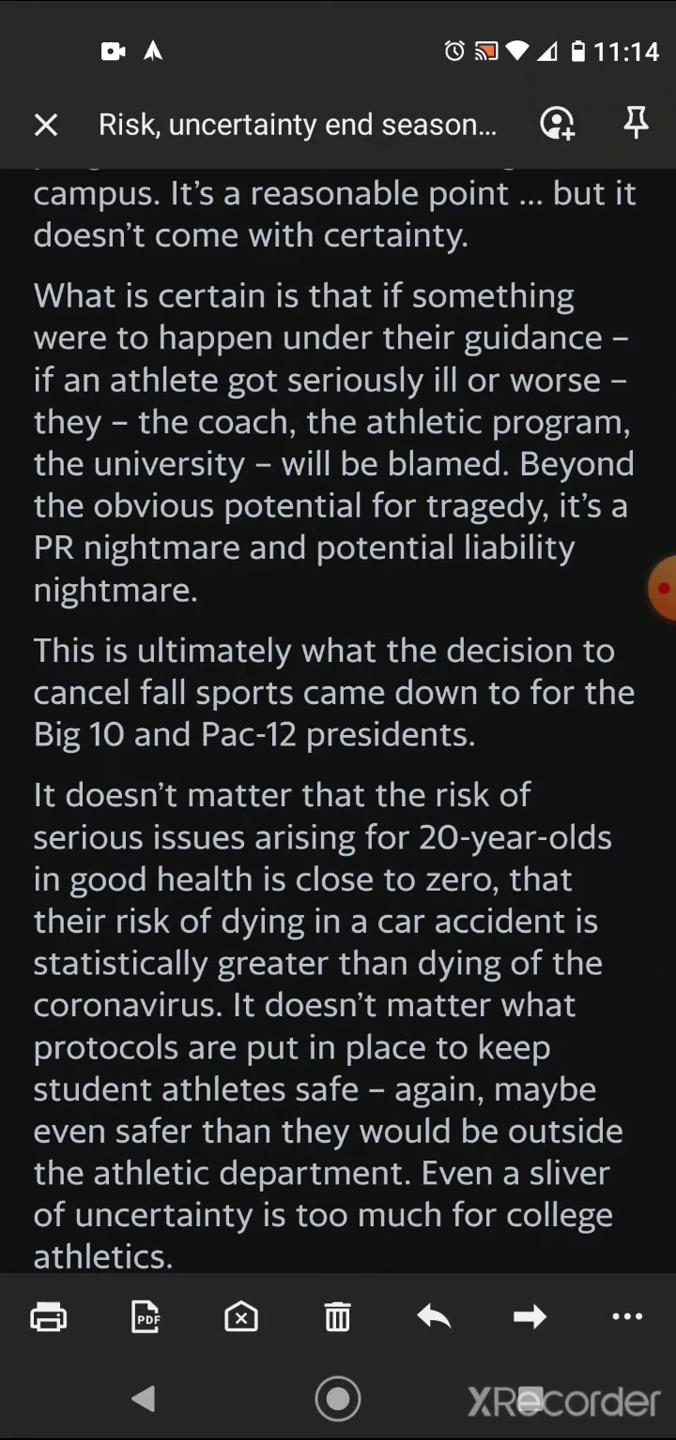 11:14
Risk, uncertainty end season...
campus. It’s a reasonable point ... but it
doesn’t come with certainty.
What is certain is that if something
were to happen under their guidance –
if an athlete got seriously ill or worse –
they – the coach, the athletic program,
the university – will be blamed. Beyond
the obvious potential for tragedy, it’s a
PR nightmare and potential liability
nightmare.
This is ultimately what the decision to
cancel fall sports came down to for the
Big 10 and Pac-12 presidents.
It doesn’t matter that the risk of
serious issues arising for 20-year-olds
in good health is close to zero, that
their risk of dying in a car accident is
statistically greater than dying of the
coronavirus. It doesn’t matter what
protocols are put in place to keep
student athletes safe – again, maybe
even safer than they would be outside
the athletic department. Even a sliver
of uncertainty is too much for college
athletics.
PDF
XRecorder